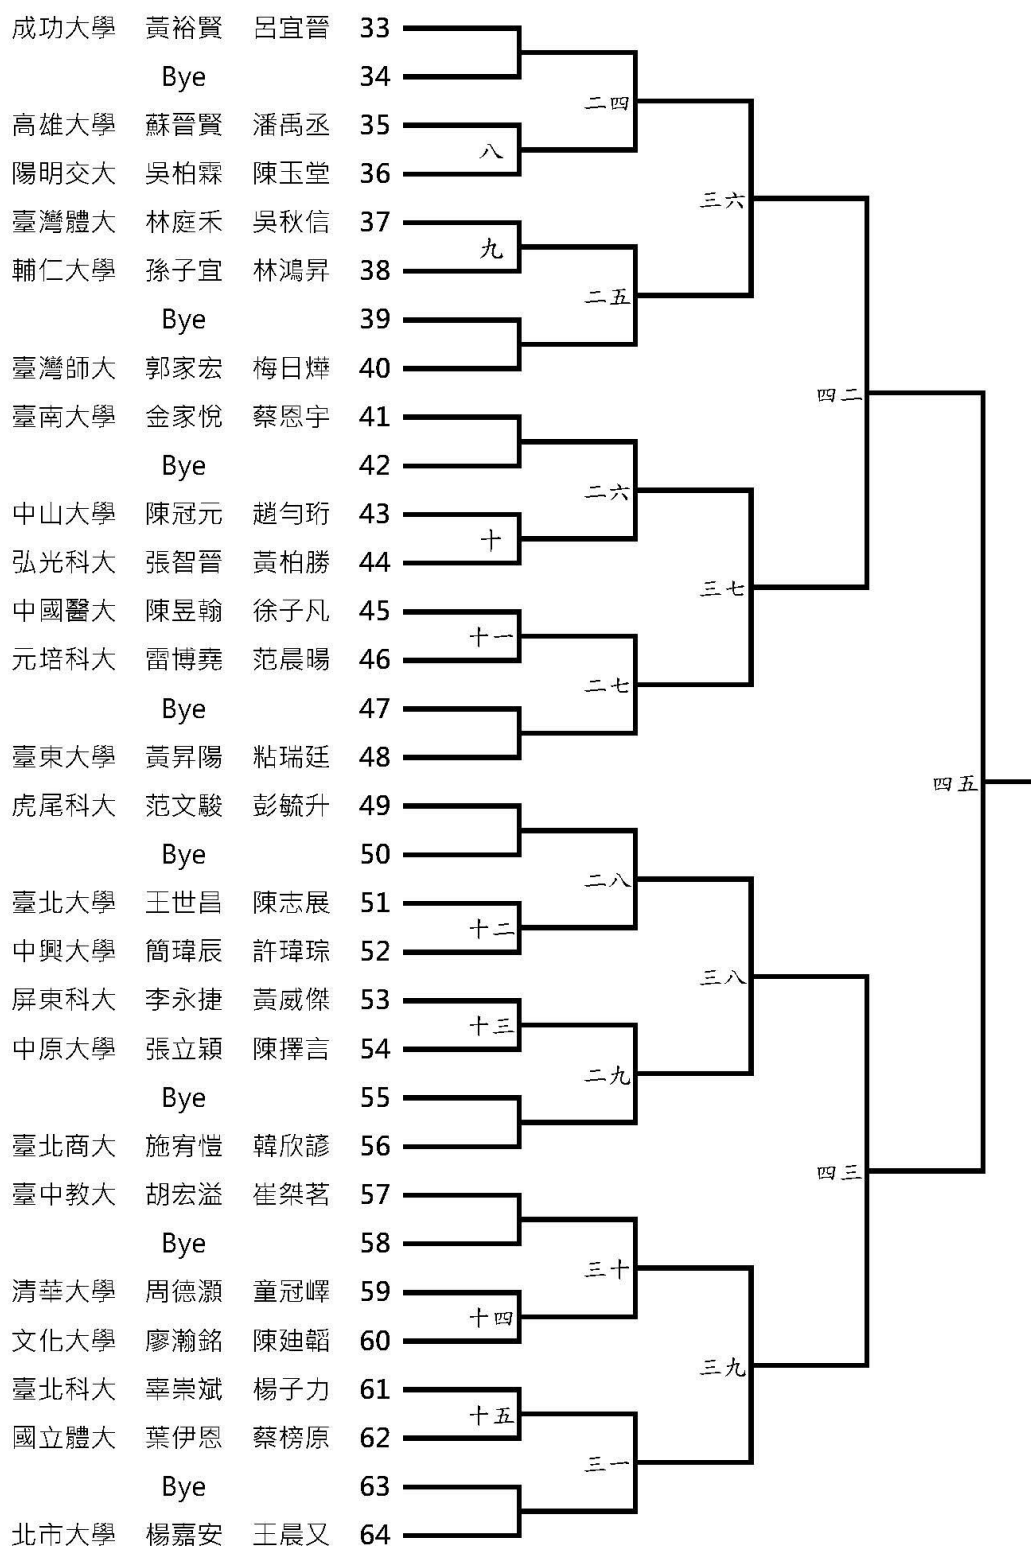 成功大學 黃裕賢 呂宜晉 33
Bye 34
二四
高雄大學 蘇晉賢 潘禹丞 35
八
陽明交大 吳柏霖 陳玉堂 36
三六
臺灣體大 林庭禾 吳秋信 37
九
輔仁大學 孫子宜 林鴻昇 38
二五
Bye 39
臺灣師大 郭家宏 梅日燁 40
四二
臺南大學 金家悅 蔡恩宇 41
Bye 42
二六
中山大學 陳冠元 趙勻珩 43
十
弘光科大 張智晉 黃柏勝 44
三七
中國醫大 陳昱翰 徐子凡 45
十一
元培科大 雷博堯 范晨暘 46
二七
Bye 47
臺東大學 黃昇陽 粘瑞廷 48
四五
虎尾科大 范文駿 彭毓升 49
Bye 50
二八
臺北大學 王世昌 陳志展 51
十二
中興大學 簡瑋辰 許瑋琮 52
三八
屏東科大 李永捷 黃威傑 53
十三
中原大學 張立穎 陳擇言 54
二九
Bye 55
臺北商大 施宥愷 韓欣諺 56
四三
臺中教大 胡宏溢 崔桀茗 57
Bye 58
三十
清華大學 周德灝 童冠嶧 59
十四
文化大學 廖瀚銘 陳廸韜 60
三九
臺北科大 辜崇斌 楊子力 61
十五
國立體大 葉伊恩 蔡榜原 62
三一
Bye 63
北市大學 楊嘉安 王晨又 64